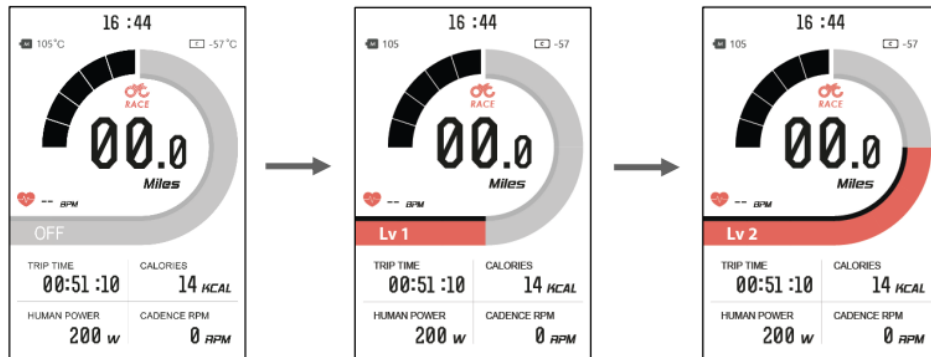 16:44
M 105°C
C -57°C
RACE
00.0
Miles
-- BPM
OFF
TRIP TIME
00:51:10
CALORIES
14 KCAL
HUMAN POWER
200 W
CADENCE RPM
0 RPM
16:44
M 105
C -57
RACE
00.0
Miles
-- BPM
Lv 1
TRIP TIME
00:51:10
CALORIES
14 KCAL
HUMAN POWER
200 W
CADENCE RPM
0 RPM
16:44
M 105
C -57
RACE
00.0
Miles
-- BPM
Lv 2
TRIP TIME
00:51:10
CALORIES
14 KCAL
HUMAN POWER
200 W
CADENCE RPM
0 RPM